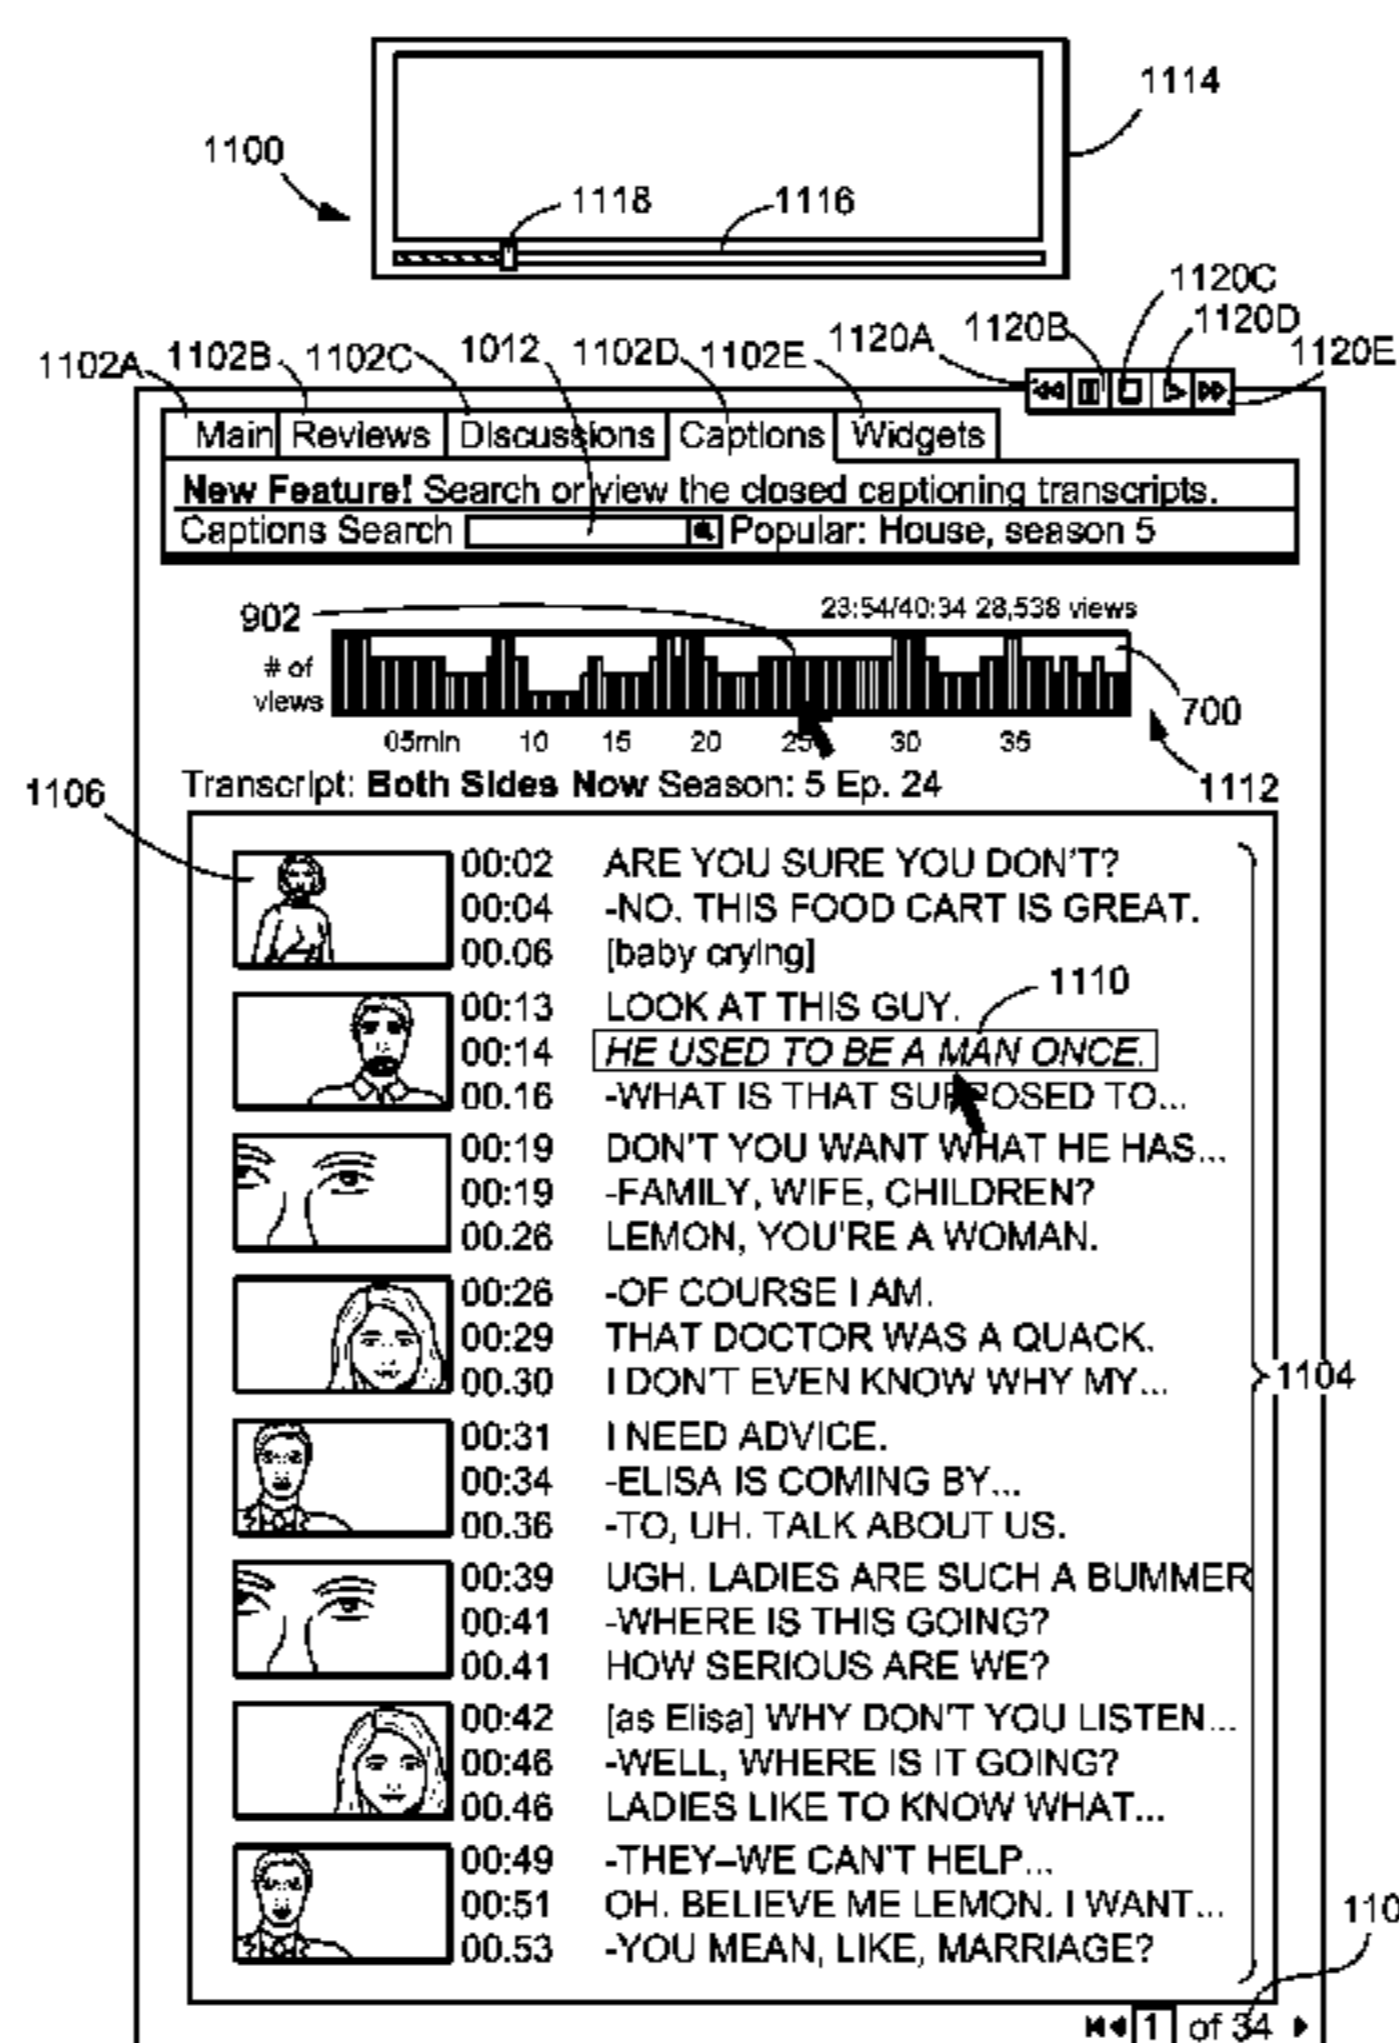 1114
1100
1118
1116
1120C
1120D
1120B
1120A
1120E
1102A
1102B
1102C
1012
1102D
1102E
Main Reviews Discussions Captions Widgets
New Feature! Search or view the closed captioning transcripts.
Captions Search Popular: House, season 5
902
23:54/40:34 28,538 views
# of
views
700
05min 10 15 20 25 30 35
1112
Transcript: Both Sides Now Season: 5 Ep. 24
1106
00:02 ARE YOU SURE YOU DON'T?
00:04 -NO. THIS FOOD CART IS GREAT.
00.06 [baby crying]
1110
00:13 LOOK AT THIS GUY.
00:14 HE USED TO BE A MAN ONCE.
00.16 -WHAT IS THAT SUPPOSED TO...
00:19 DON'T YOU WANT WHAT HE HAS...
00:19 -FAMILY, WIFE, CHILDREN?
00.26 LEMON, YOU'RE A WOMAN.
00:26 -OF COURSE I AM.
00:29 THAT DOCTOR WAS A QUACK.
00.30 I DON'T EVEN KNOW WHY MY...
1104
00:31 I NEED ADVICE.
00:34 -ELISA IS COMING BY...
00.36 -TO, UH. TALK ABOUT US.
00:39 UGH. LADIES ARE SUCH A BUMMER
00:41 -WHERE IS THIS GOING?
00.41 HOW SERIOUS ARE WE?
00:42 [as Elisa] WHY DON'T YOU LISTEN...
00:46 -WELL, WHERE IS IT GOING?
00.46 LADIES LIKE TO KNOW WHAT...
00:49 -THEY–WE CAN'T HELP...
00:51 OH. BELIEVE ME LEMON. I WANT...
00.53 -YOU MEAN, LIKE, MARRIAGE?
110
1 of 34